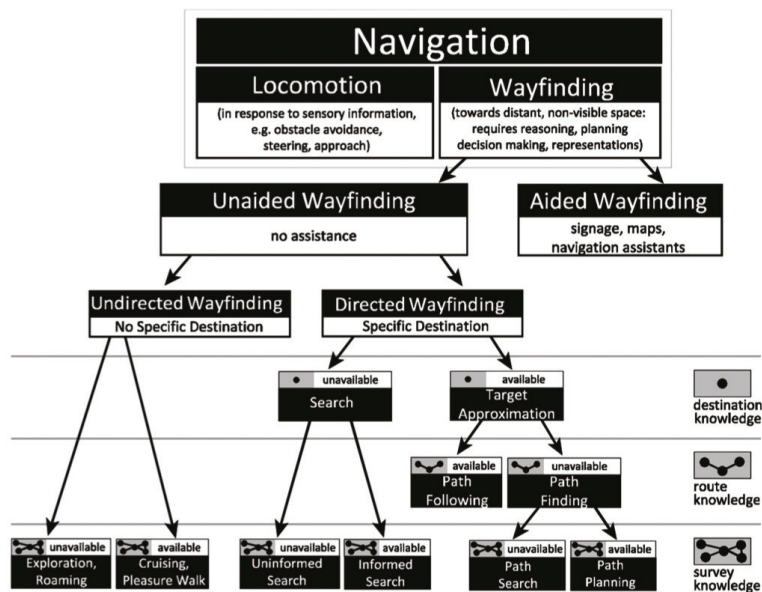 Navigation
Locomotion
(in response to sensory information,
e.g. obstacle avoidance,
steering, approach)
Wayfinding
(towards distant, non-visible space:
requires reasoning, planning
decision making, representations)
Unaided Wayfinding
no assistance
Aided Wayfinding
signage, maps,
navigation assistants
Undirected Wayfinding
No Specific Destination
Directed Wayfinding
Specific Destination
unavailable
Search
available
Target
Approximation
destination
knowledge
available
Path
Following
unavailable
Path
Finding
route
knowledge
unavailable
Exploration,
Roaming
available
Cruising,
Pleasure Walk
unavailable
Uninformed
Search
available
Informed
Search
unavailable
Path
Search
available
Path
Planning
survey
knowledge